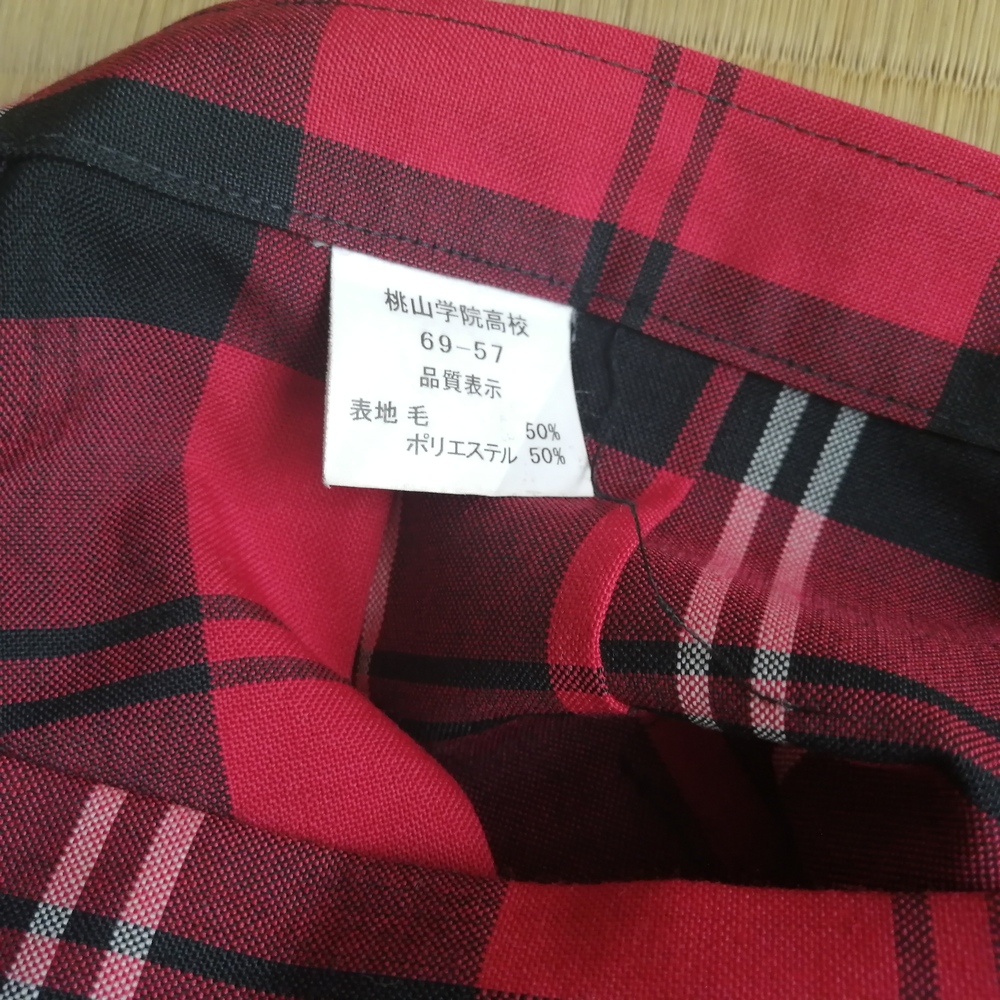 桃山学院高校
69-57
品質表示
表地 毛 50%
ポリエステル 50%